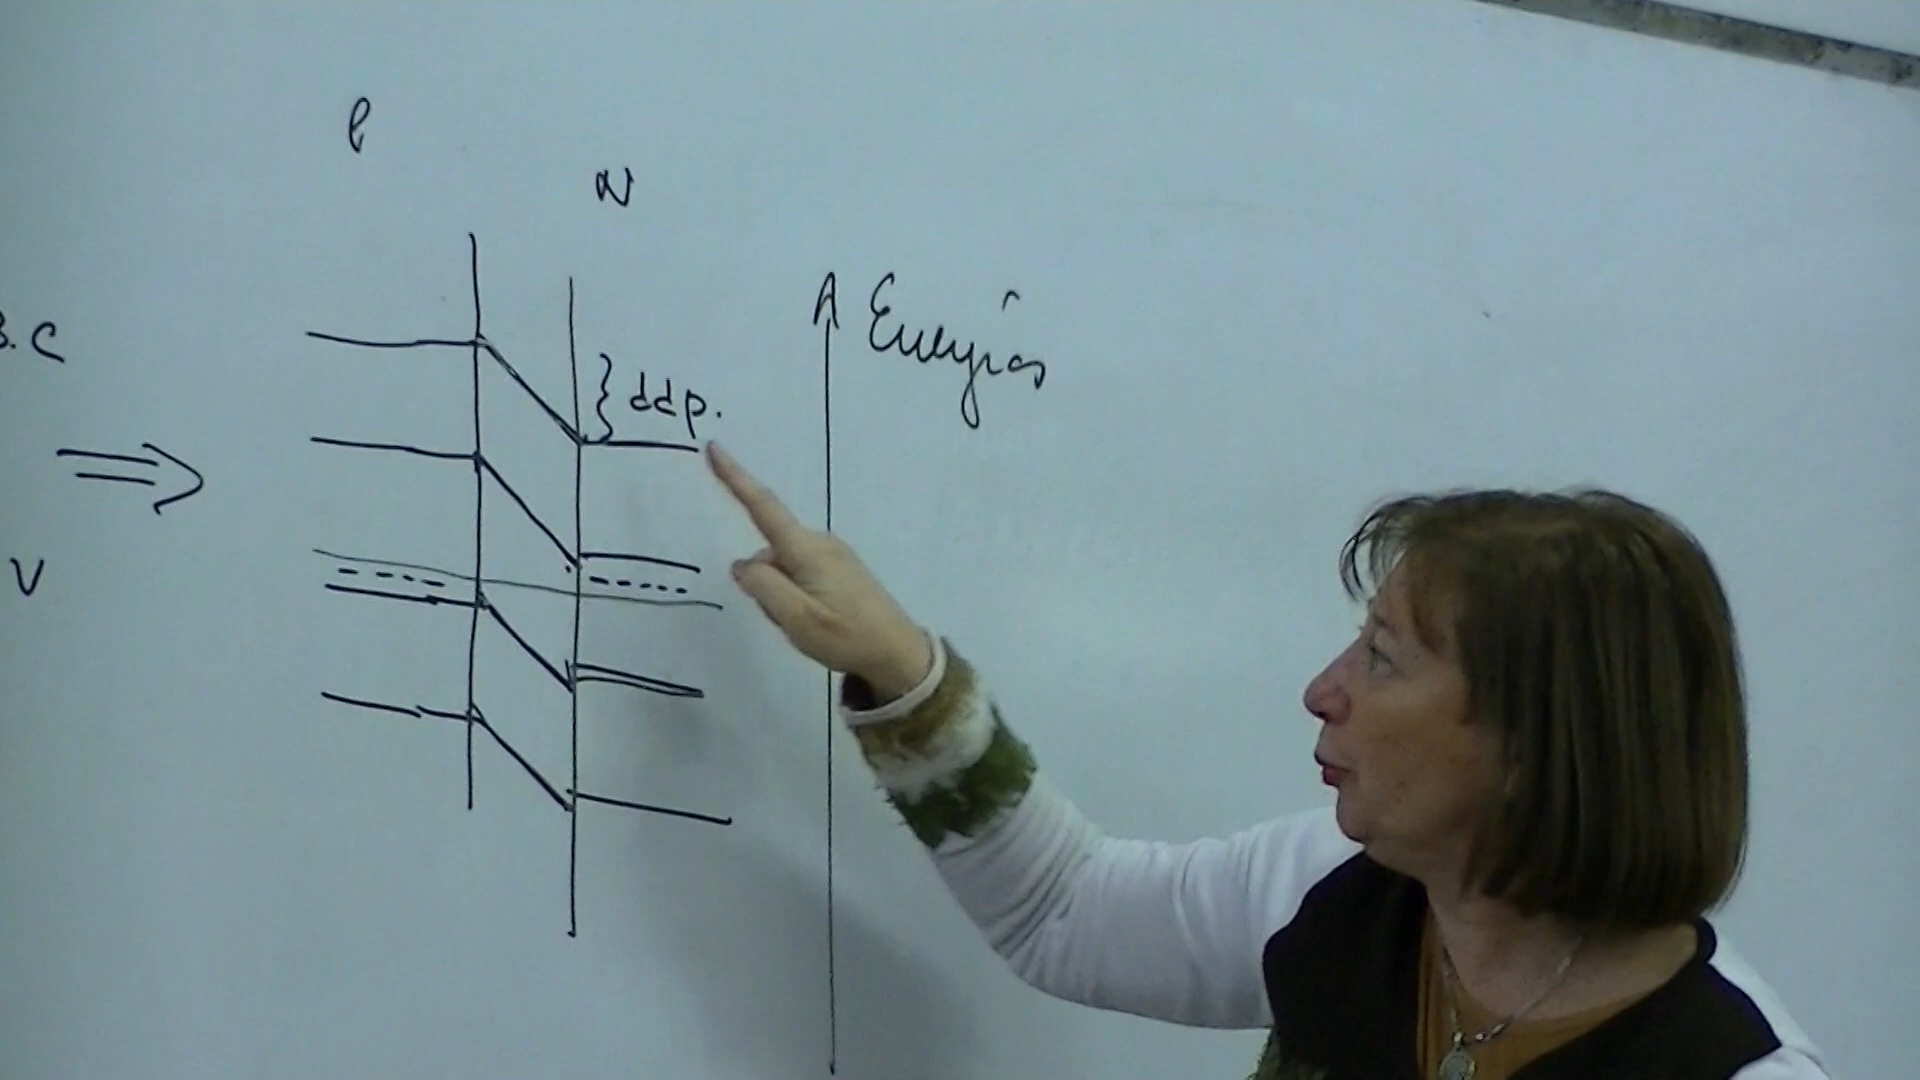 P
N
B.C
} ddp.
Energías
V